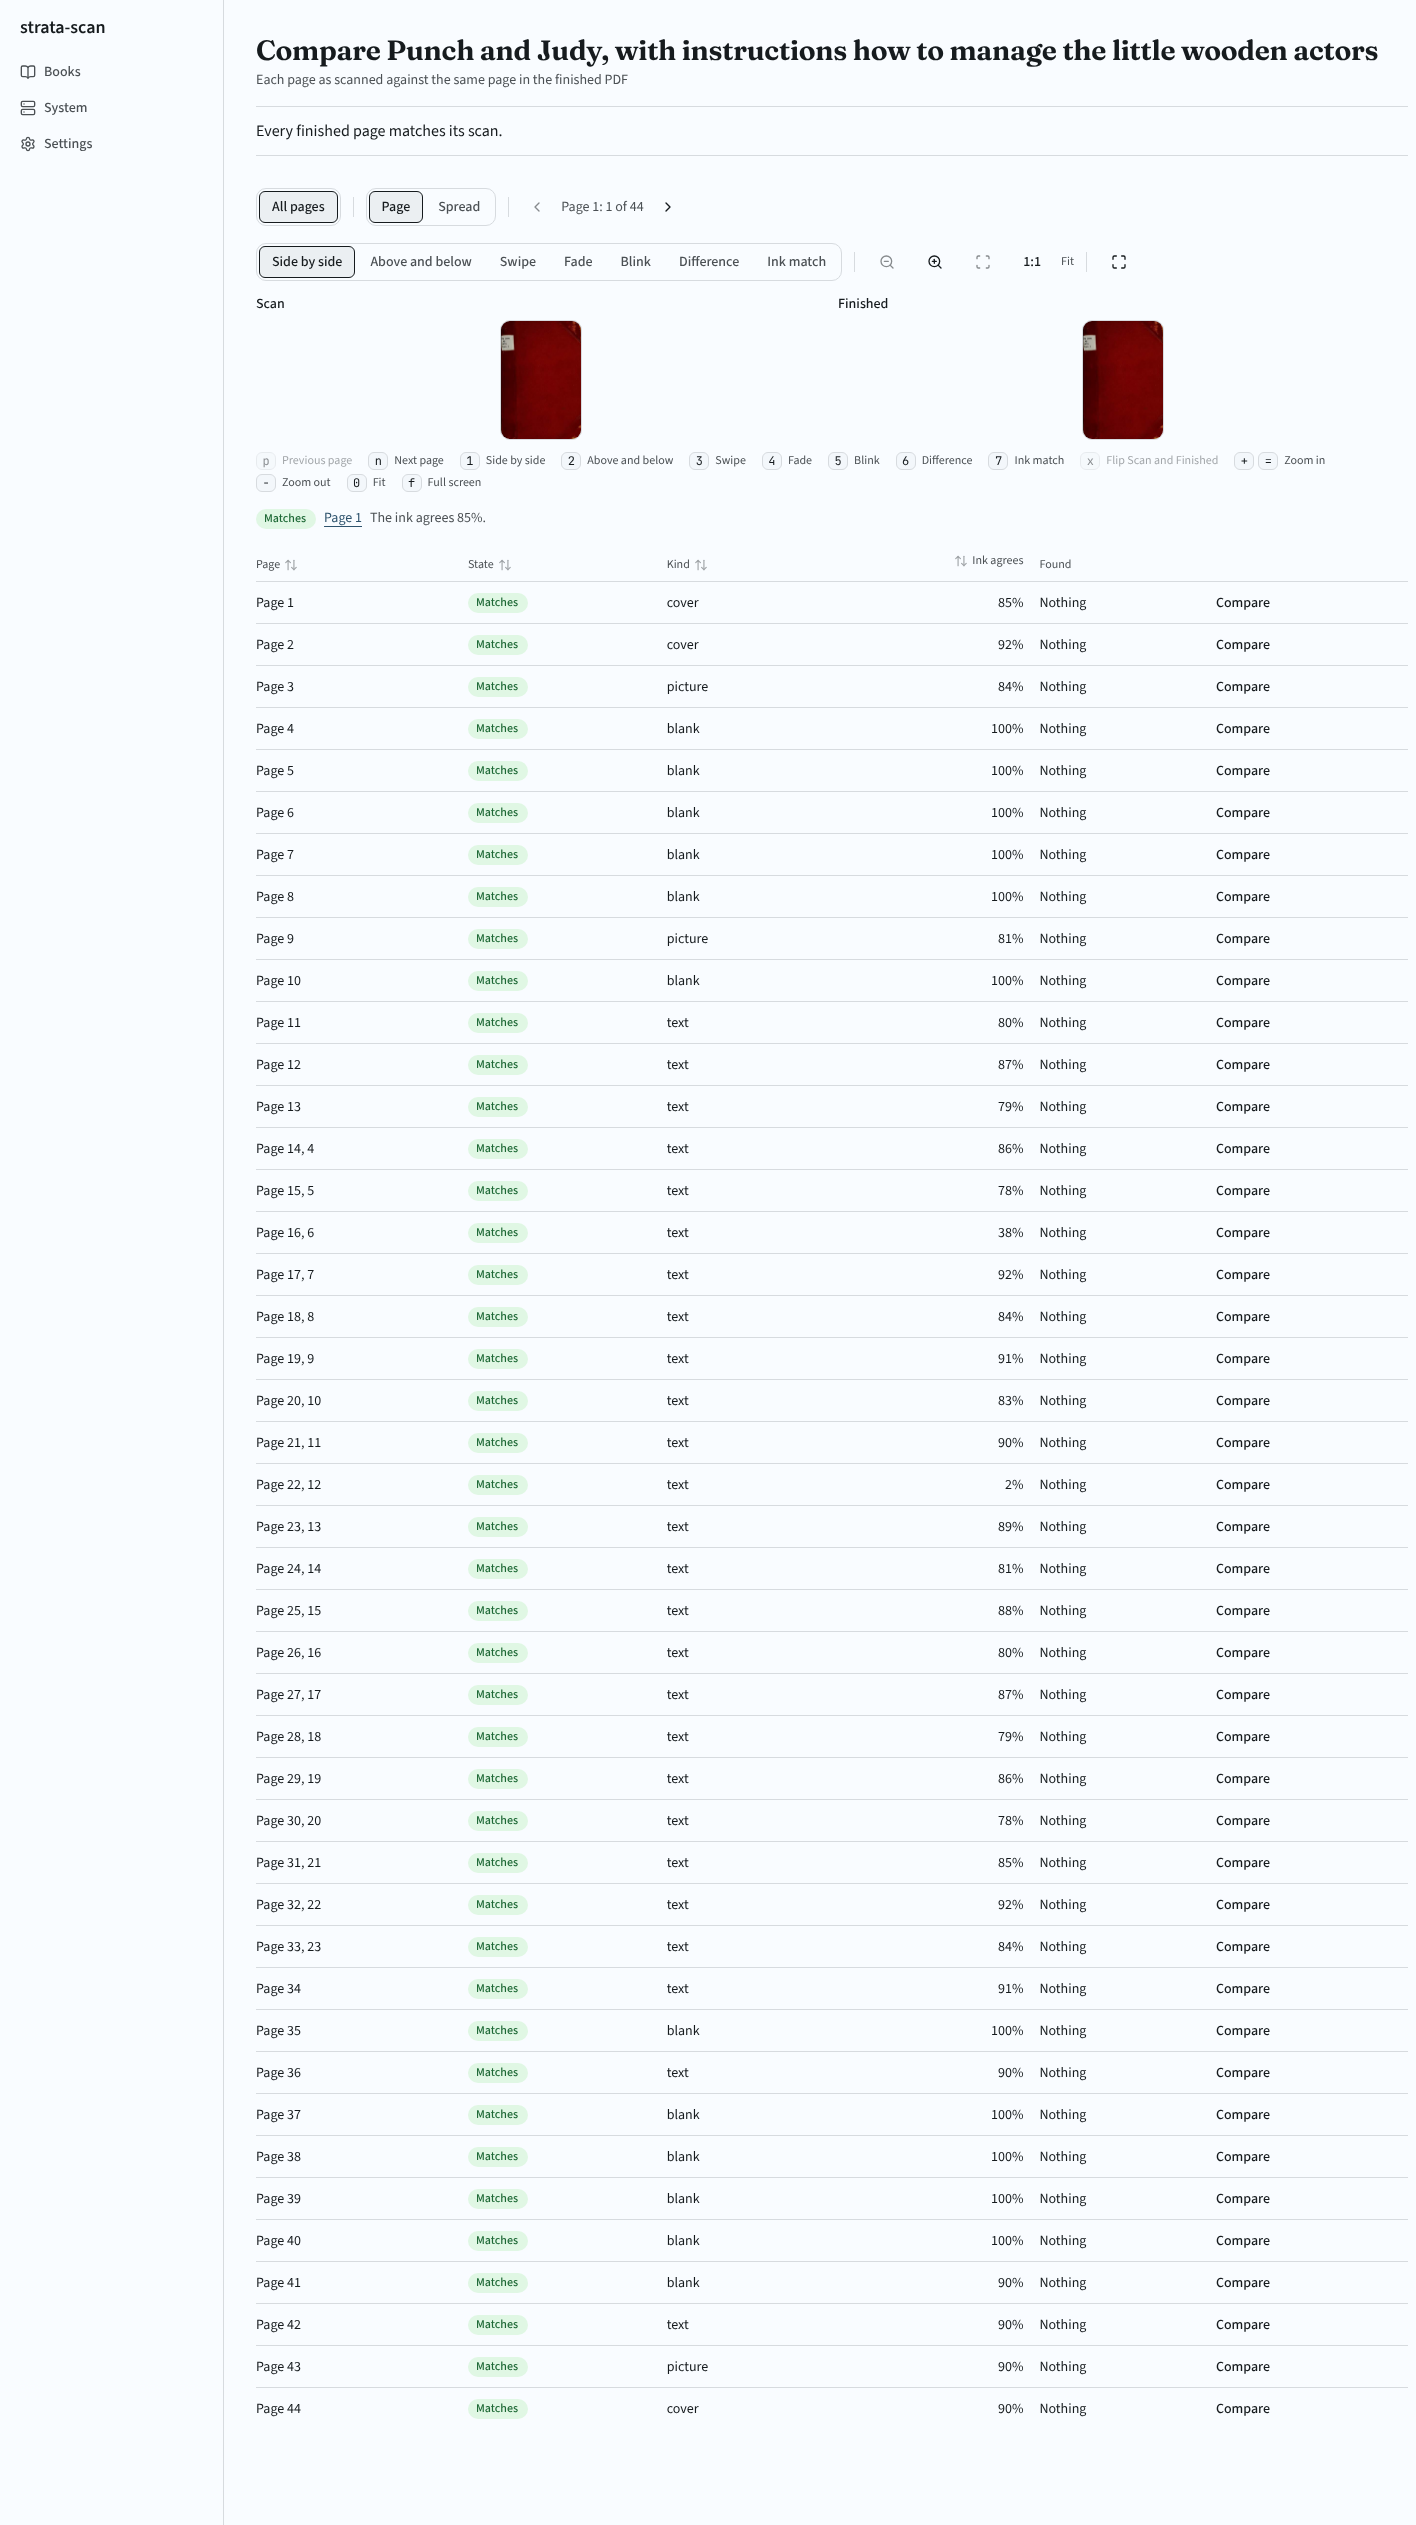 strata-scan
Books
System
Settings
Compare Punch and Judy, with instructions how to manage the little wooden actors
Each page as scanned against the same page in the finished PDF
Every finished page matches its scan.
All pages Page Spread Page 1: 1 of 44
Side by side Above and below Swipe Fade Blink Difference Ink match 1:1 Fit
Scan Finished
p Previous page n Next page 1 Side by side 2 Above and below 3 Swipe 4 Fade 5 Blink 6 Difference 7 Ink match x Flip Scan and Finished + = Zoom in
- Zoom out 0 Fit f Full screen
Matches Page 1 The ink agrees 85%.
Page State Kind Ink agrees Found
Page 1 Matches cover 85% Nothing Compare
Page 2 Matches cover 92% Nothing Compare
Page 3 Matches picture 84% Nothing Compare
Page 4 Matches blank 100% Nothing Compare
Page 5 Matches blank 100% Nothing Compare
Page 6 Matches blank 100% Nothing Compare
Page 7 Matches blank 100% Nothing Compare
Page 8 Matches blank 100% Nothing Compare
Page 9 Matches picture 81% Nothing Compare
Page 10 Matches blank 100% Nothing Compare
Page 11 Matches text 80% Nothing Compare
Page 12 Matches text 87% Nothing Compare
Page 13 Matches text 79% Nothing Compare
Page 14, 4 Matches text 86% Nothing Compare
Page 15, 5 Matches text 78% Nothing Compare
Page 16, 6 Matches text 38% Nothing Compare
Page 17, 7 Matches text 92% Nothing Compare
Page 18, 8 Matches text 84% Nothing Compare
Page 19, 9 Matches text 91% Nothing Compare
Page 20, 10 Matches text 83% Nothing Compare
Page 21, 11 Matches text 90% Nothing Compare
Page 22, 12 Matches text 2% Nothing Compare
Page 23, 13 Matches text 89% Nothing Compare
Page 24, 14 Matches text 81% Nothing Compare
Page 25, 15 Matches text 88% Nothing Compare
Page 26, 16 Matches text 80% Nothing Compare
Page 27, 17 Matches text 87% Nothing Compare
Page 28, 18 Matches text 79% Nothing Compare
Page 29, 19 Matches text 86% Nothing Compare
Page 30, 20 Matches text 78% Nothing Compare
Page 31, 21 Matches text 85% Nothing Compare
Page 32, 22 Matches text 92% Nothing Compare
Page 33, 23 Matches text 84% Nothing Compare
Page 34 Matches text 91% Nothing Compare
Page 35 Matches blank 100% Nothing Compare
Page 36 Matches text 90% Nothing Compare
Page 37 Matches blank 100% Nothing Compare
Page 38 Matches blank 100% Nothing Compare
Page 39 Matches blank 100% Nothing Compare
Page 40 Matches blank 100% Nothing Compare
Page 41 Matches blank 90% Nothing Compare
Page 42 Matches text 90% Nothing Compare
Page 43 Matches picture 90% Nothing Compare
Page 44 Matches cover 90% Nothing Compare